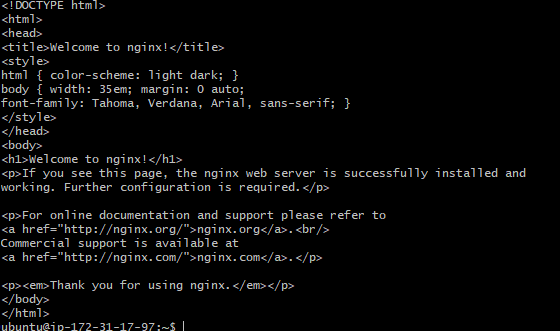 <!DOCTYPE html>
<html>
<head>
<title>Welcome to nginx!</title>
<style>
html { color-scheme: light dark; }
body { width: 35em; margin: 0 auto;
font-family: Tahoma, Verdana, Arial, sans-serif; }
</style>
</head>
<body>
<h1>Welcome to nginx!</h1>
<p>If you see this page, the nginx web server is successfully installed and
working. Further configuration is required.</p>

<p>For online documentation and support please refer to
<a href="http://nginx.org/">nginx.org</a>.<br/>
Commercial support is available at
<a href="http://nginx.com/">nginx.com</a>.</p>

<p><em>Thank you for using nginx.</em></p>
</body>
</html>
ubuntu@ip-172-31-17-97:~$